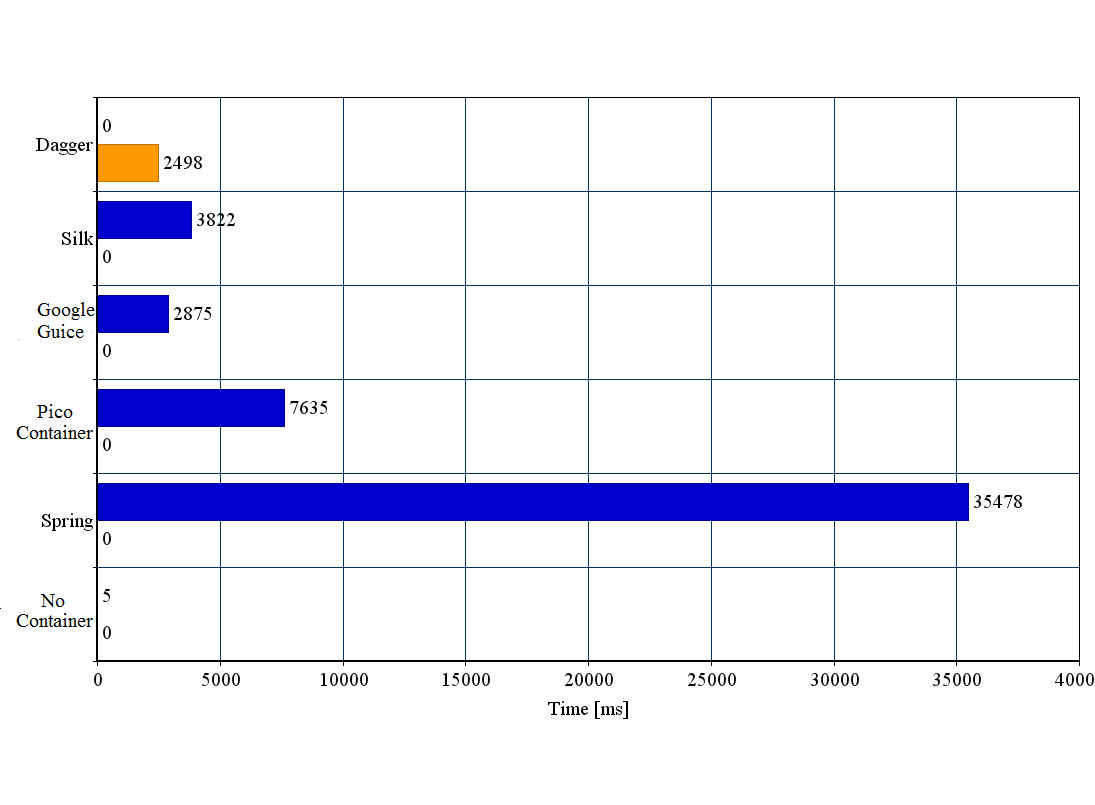 0
Dagger
2498
3822
Silk
0
Google
Guice
2875
0
Pico
Container
7635
0
35478
Spring
0
5
No
Container
0
0 5000 10000 15000 20000 25000 30000 35000 4000
Time [ms]